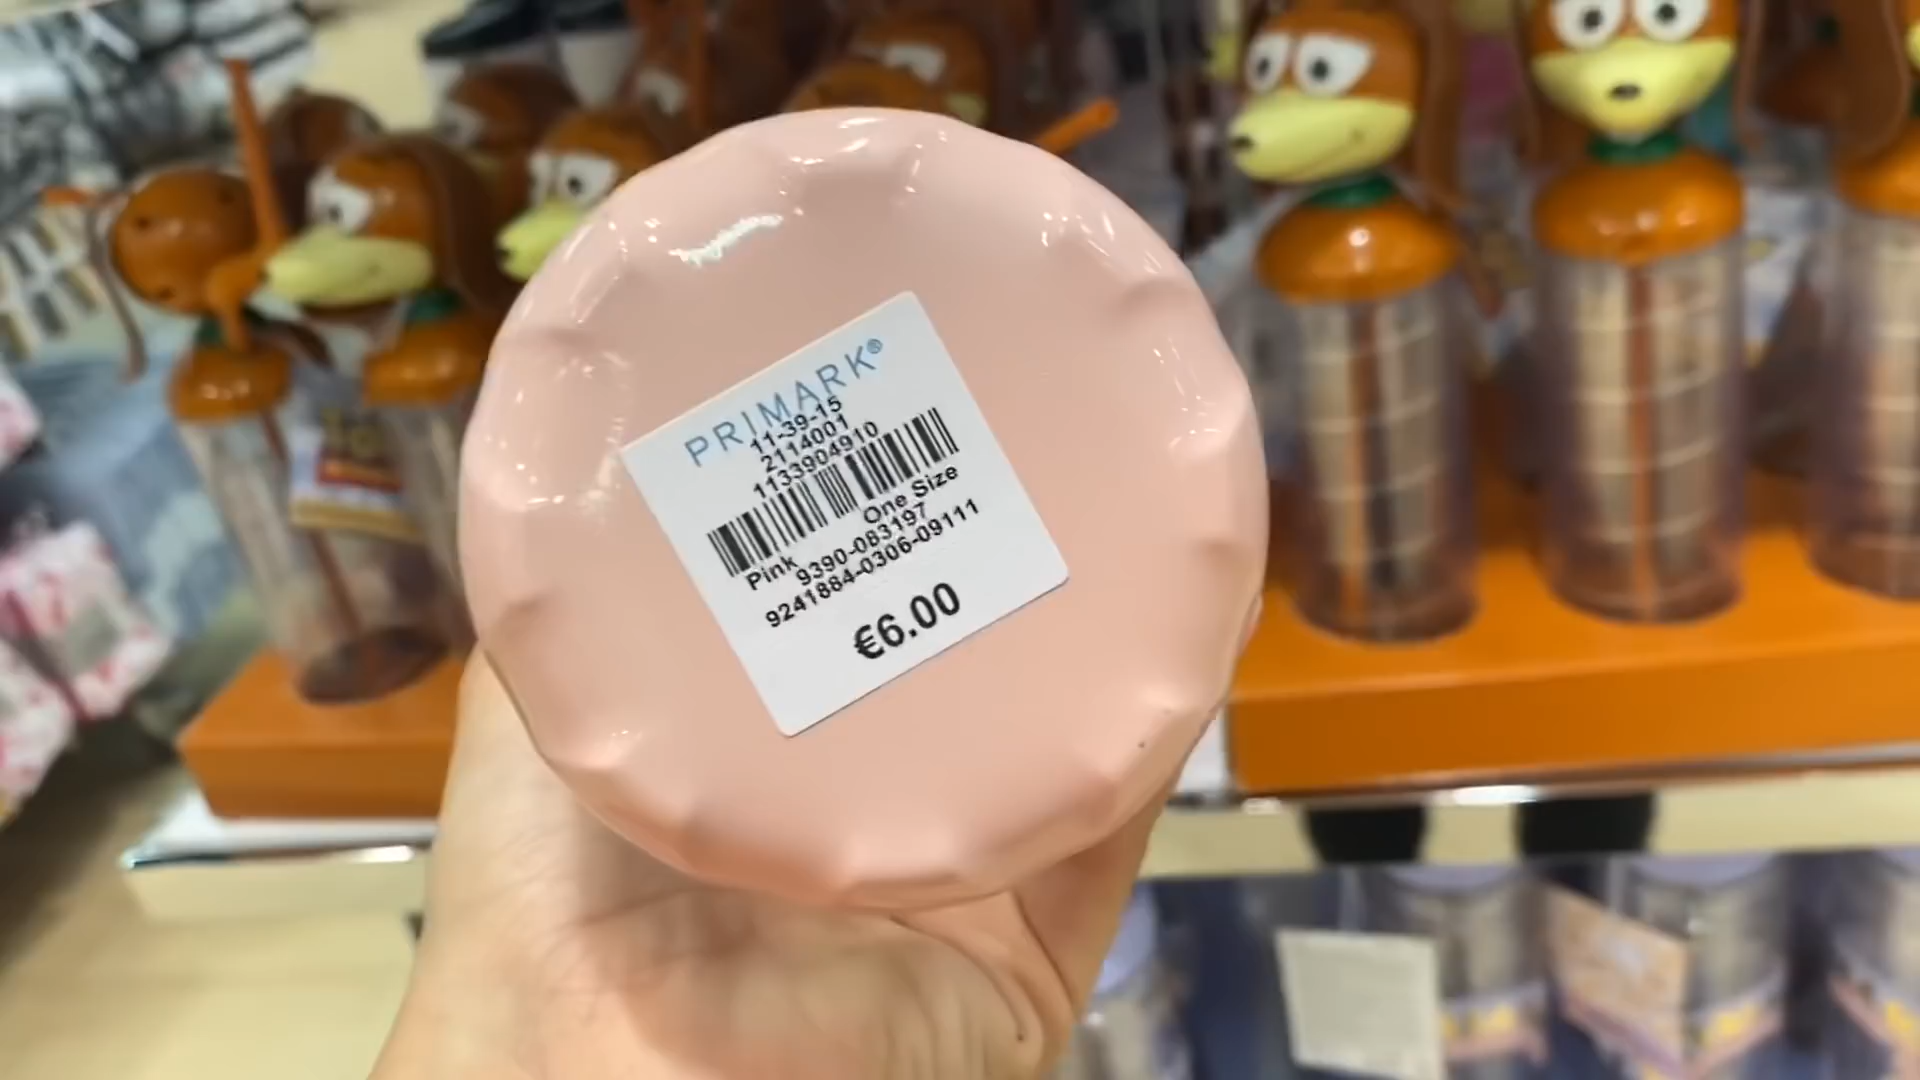 PRIMARK®
11-39-15
2114001
1133904910
One Size
Pink
9390-083197
9241884-0306-09111
€6.00